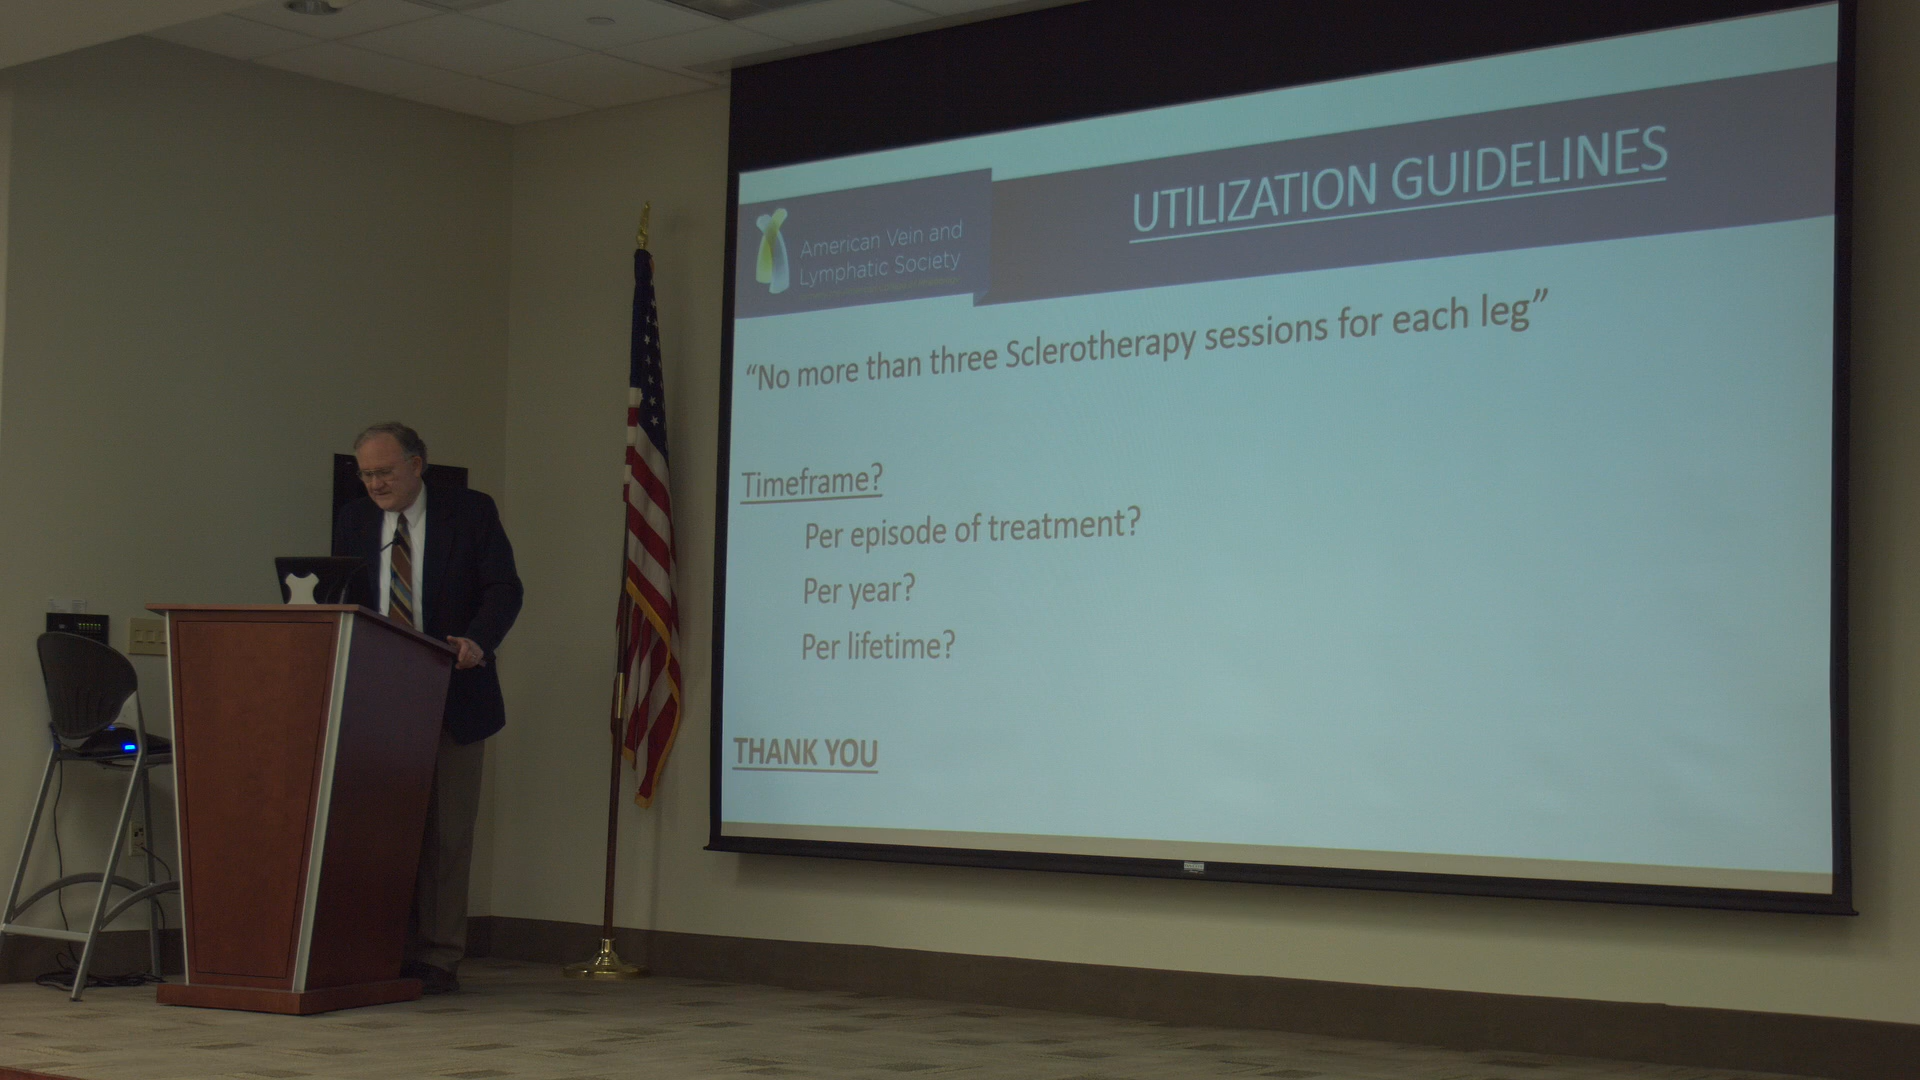 UTILIZATION GUIDELINES
American Vein and
Lymphatic Society
“No more than three Sclerotherapy sessions for each leg”
Timeframe?
Per episode of treatment?
Per year?
Per lifetime?
THANK YOU